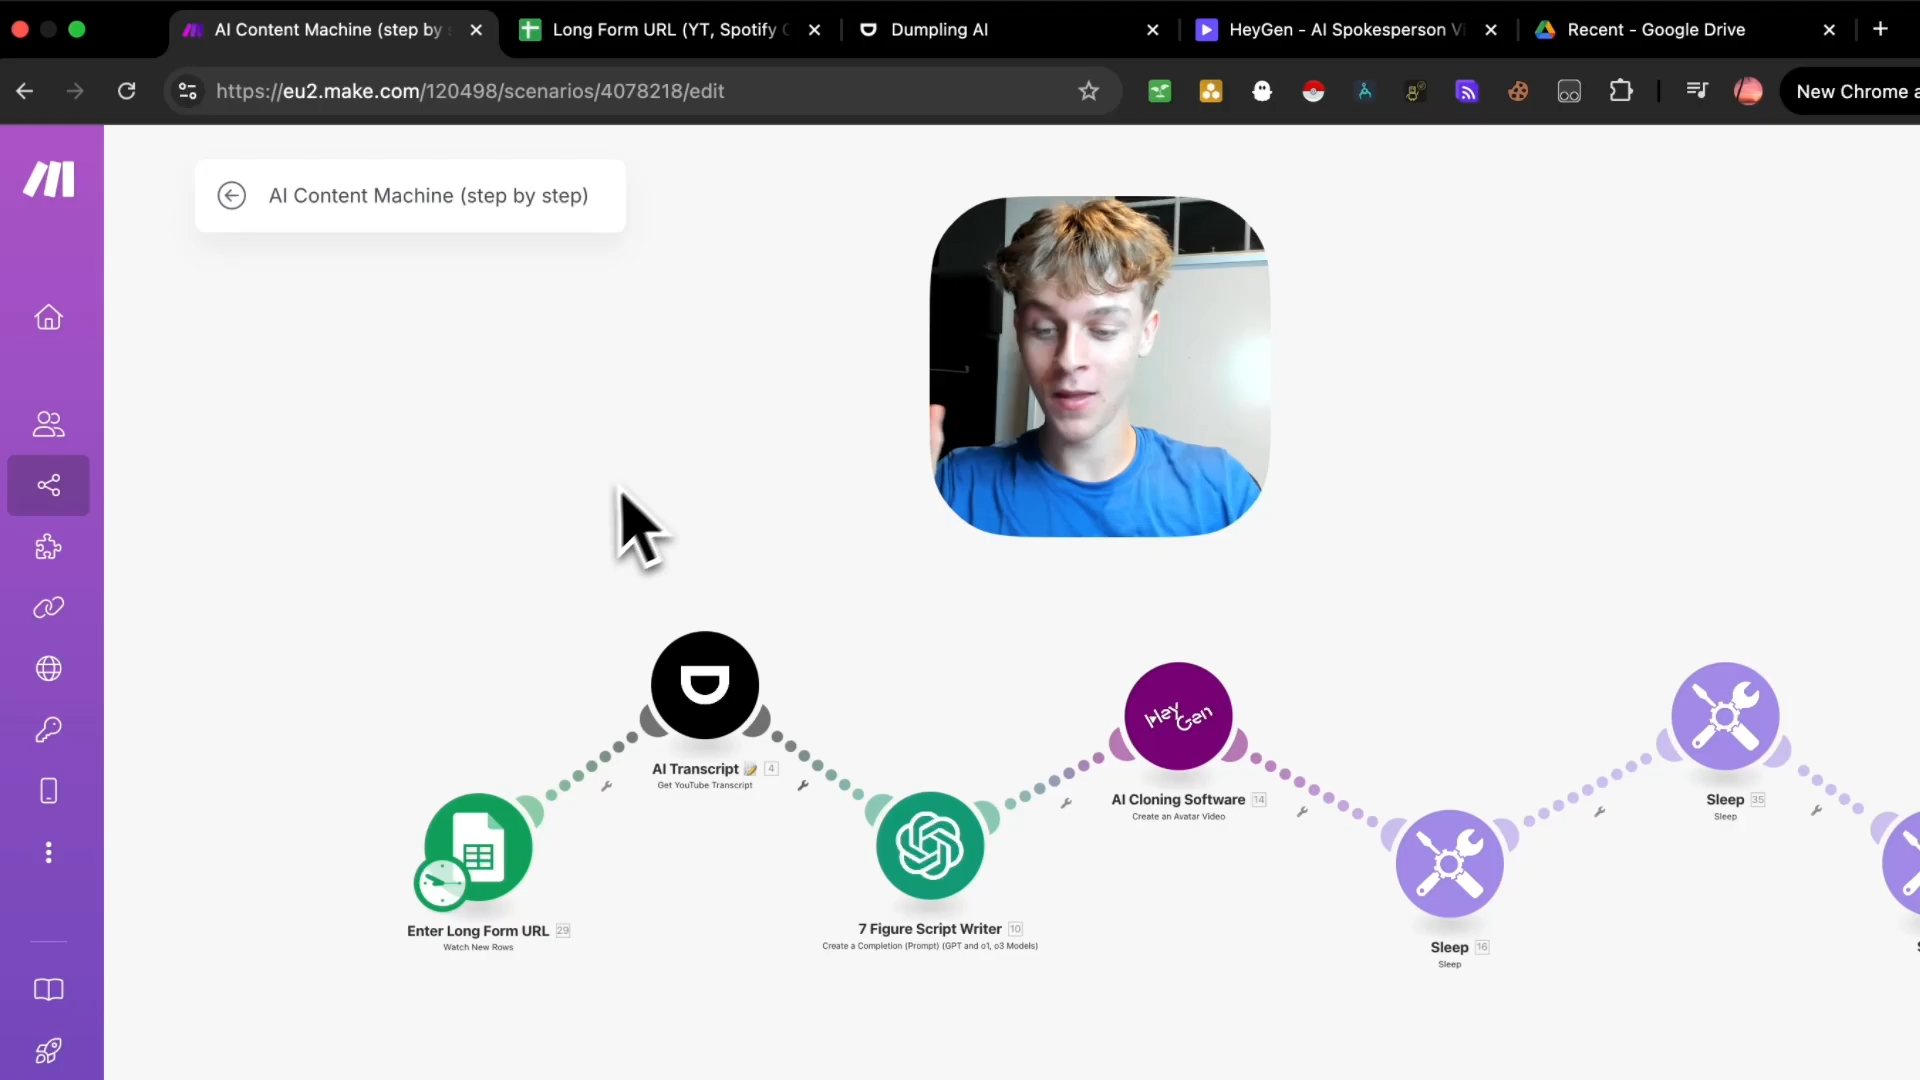 AI Content Machine (step by s
Long Form URL (YT, Spotify
Dumpling AI
HeyGen - AI Spokesperson Vi
Recent - Google Drive
https://eu2.make.com/120498/scenarios/4078218/edit
New Chrome a
AI Content Machine (step by step)
HeyGen
AI Transcript 📝 4
Get YouTube Transcript
AI Cloning Software 14
Create an Avatar Video
Sleep 35
Sleep
Enter Long Form URL 29
Watch New Rows
7 Figure Script Writer 10
Create a Completion (Prompt) (GPT and o1, o3 Models)
Sleep 16
Sleep